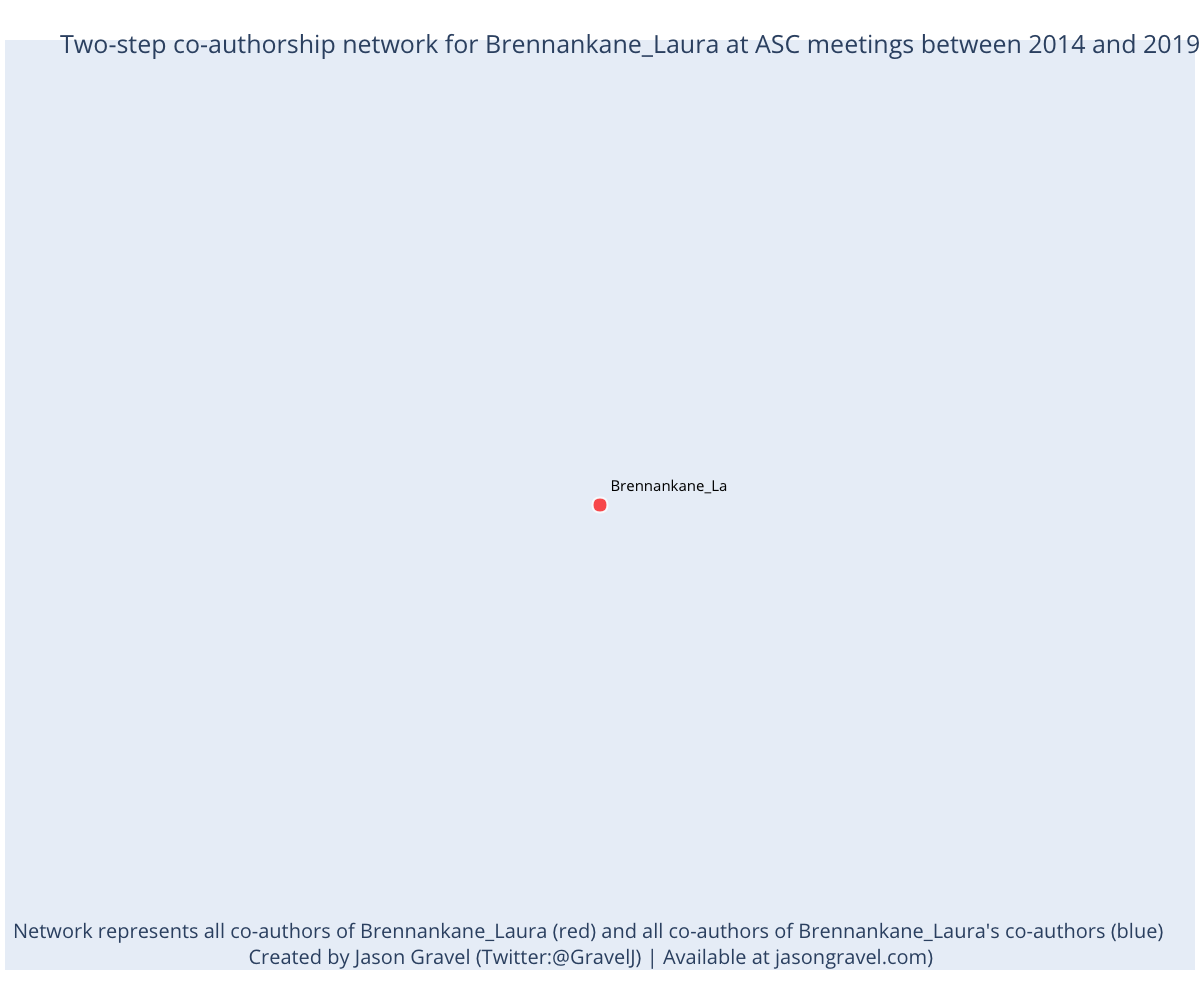 Two-step co-authorship network for Brennankane_Laura at ASC meetings between 2014 and 2019
Brennankane_La
Network represents all co-authors of Brennankane_Laura (red) and all co-authors of Brennankane_Laura's co-authors (blue)
Created by Jason Gravel (Twitter:@GravelJ) | Available at jasongravel.com)